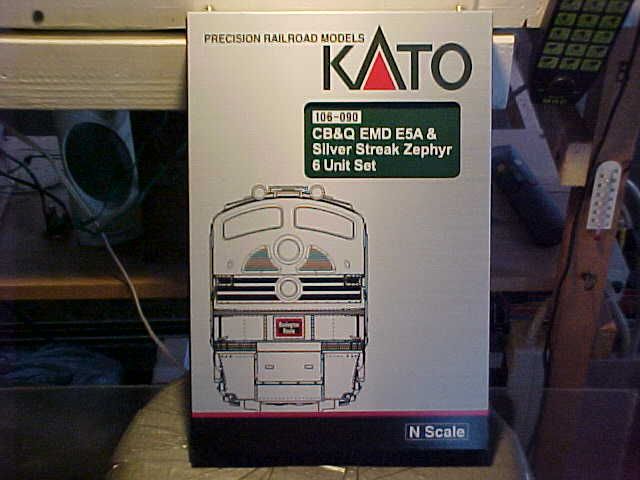 PRECISION RAILROAD MODELS
KATO
106-090
CB&Q EMD E5A &
Silver Streak Zephyr
6 Unit Set
Burlington
Route
N Scale